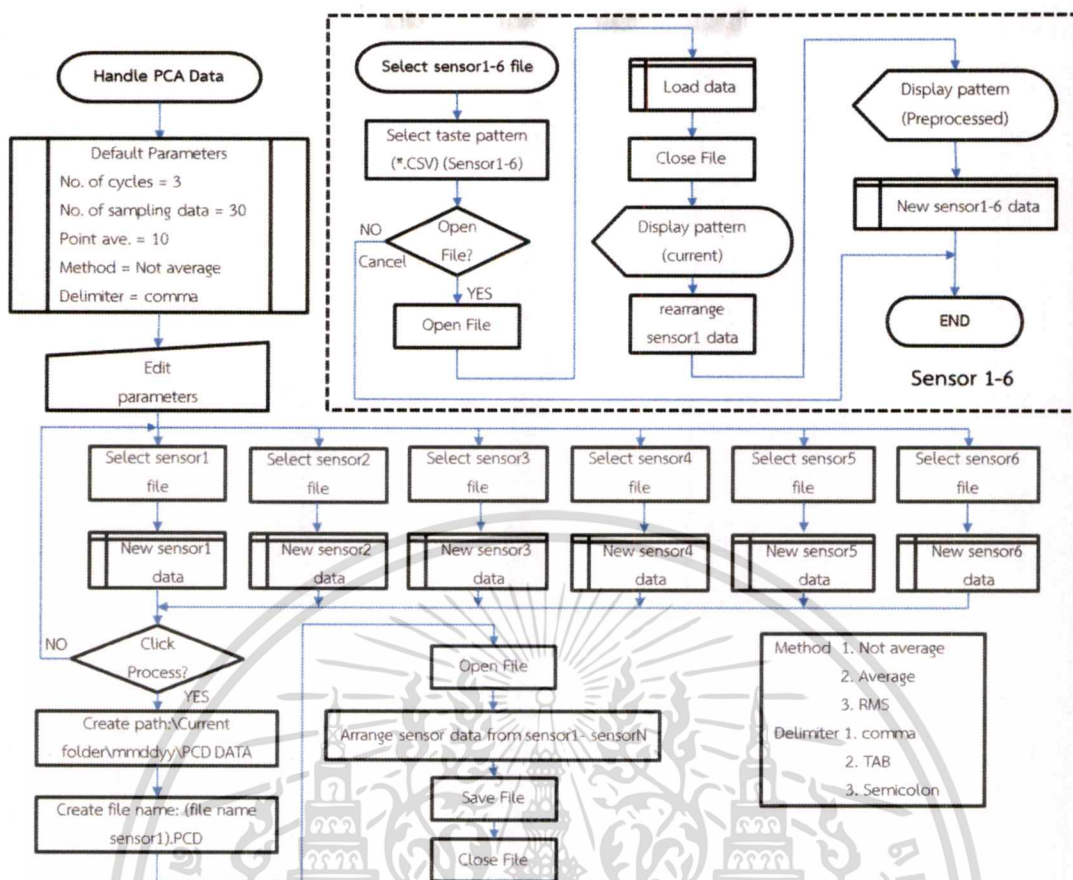 Handle PCA Data
Default Parameters
No. of cycles = 3
No. of sampling data = 30
Point ave. = 10
Method = Not average
Delimiter = comma
Edit
parameters
Select sensor1-6 file
Select taste pattern
(*.CSV) (Sensor1-6)
NO
Cancel
Open
File?
YES
Open File
Load data
Close File
Display pattern
(current)
rearrange
sensor1 data
Display pattern
(Preprocessed)
New sensor1-6 data
END
Sensor 1-6
Select sensor1
file
Select sensor2
file
Select sensor3
file
Select sensor4
file
Select sensor5
file
Select sensor6
file
New sensor1
data
New sensor2
data
New sensor3
data
New sensor4
data
New sensor5
data
New sensor6
data
NO
Click
Process?
YES
Create path:\Current
folder\mmddyy\PCD DATA
Create file name: (file name
sensor1).PCD
Open File
Arrange sensor data from sensor1- sensorN
Save File
Close File
Method 1. Not average
2. Average
3. RMS
Delimiter 1. comma
2. TAB
3. Semicolon